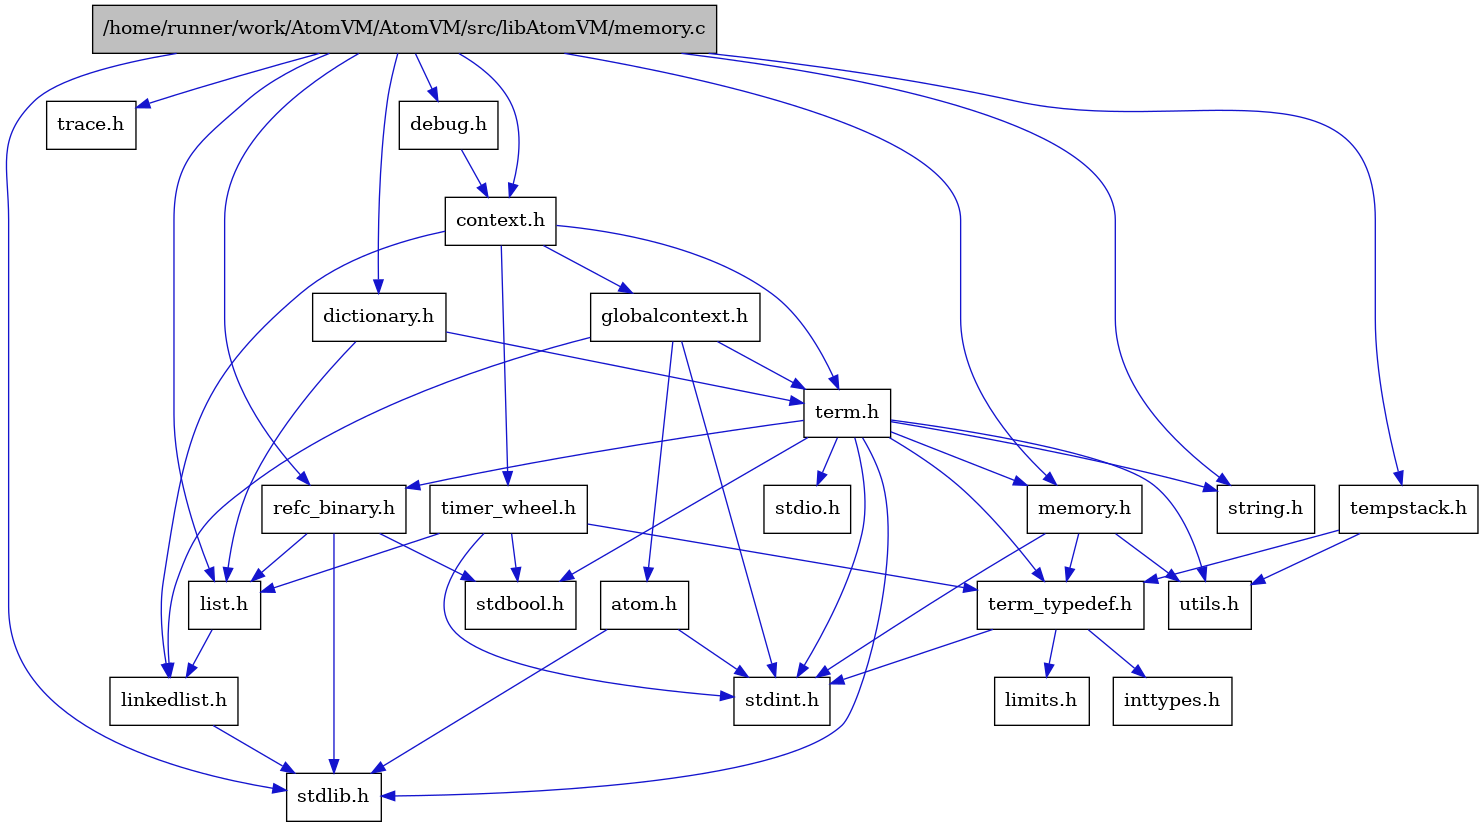 /home/runner/work/AtomVM/AtomVM/src/libAtomVM/memory.c
trace.h
debug.h
context.h
dictionary.h
globalcontext.h
term.h
refc_binary.h
timer_wheel.h
stdio.h
memory.h
string.h
tempstack.h
list.h
stdbool.h
atom.h
term_typedef.h
utils.h
linkedlist.h
stdint.h
limits.h
inttypes.h
stdlib.h